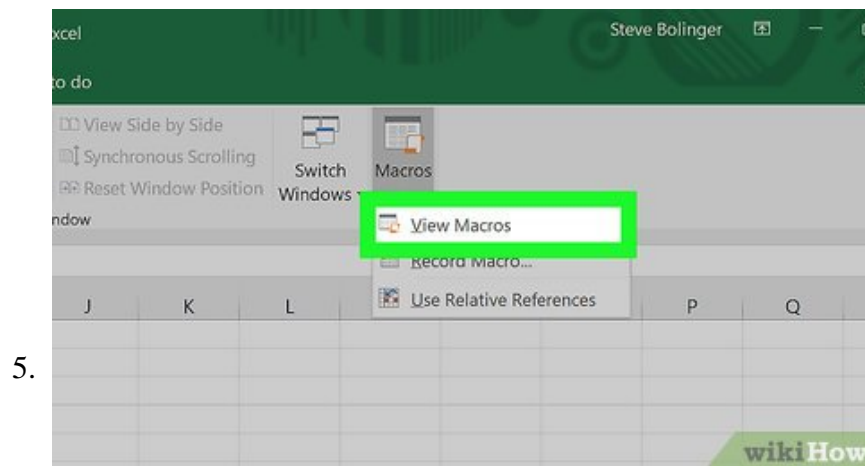 xcel
Steve Bolinger
to do
View Side by Side
Synchronous Scrolling
Reset Window Position
Switch
Windows
Macros
ndow
View Macros
Record Macro...
Use Relative References
J K L P Q
5.
wikiHow